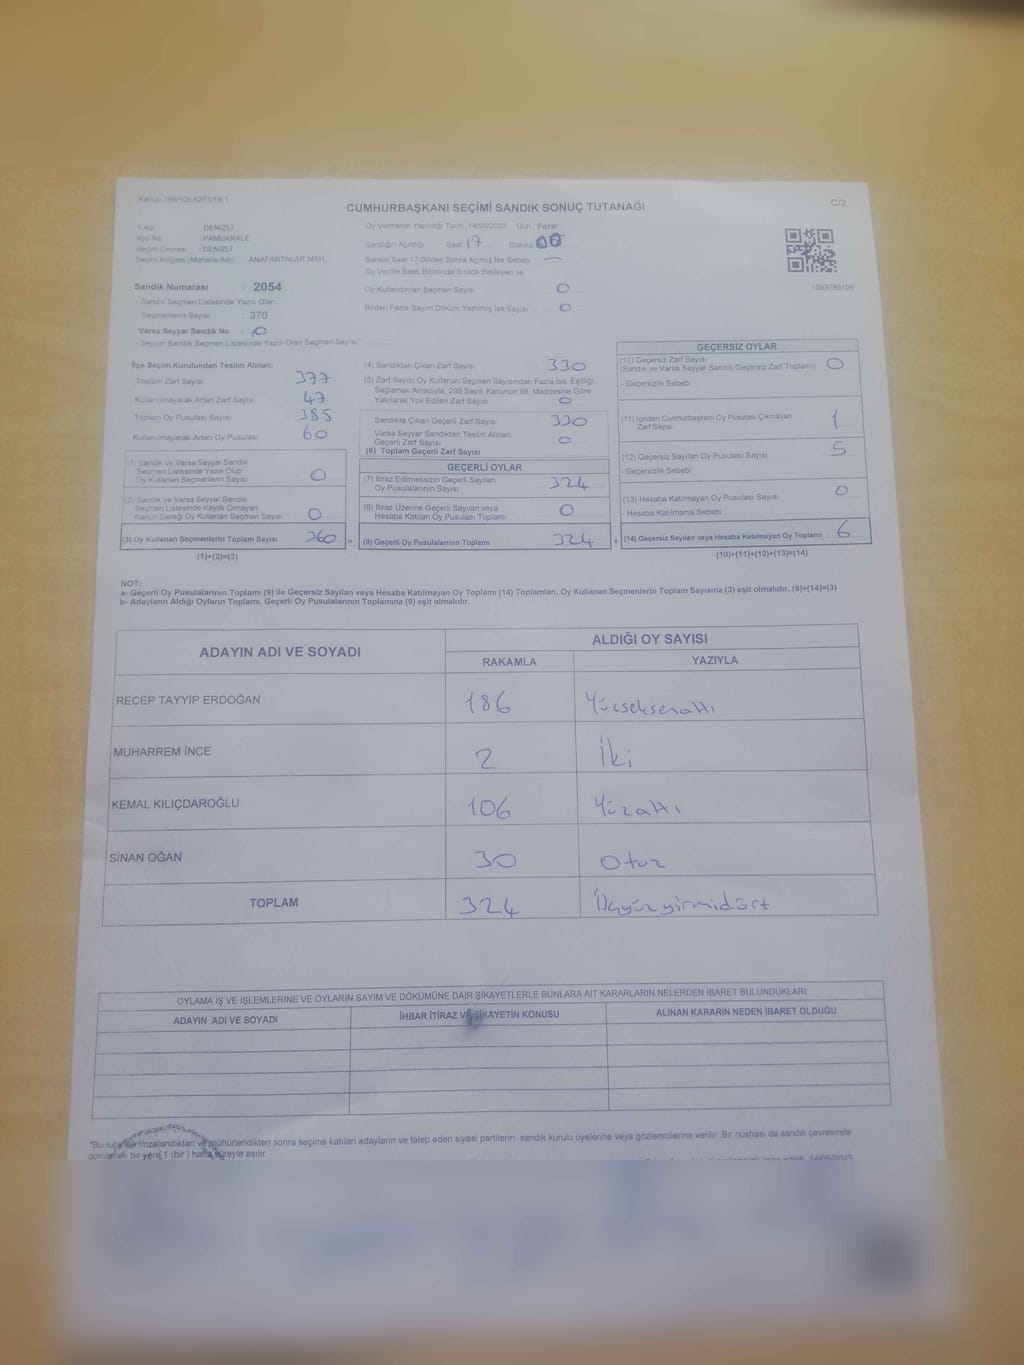 Kanun 298/105,6271/18-1
CUMHURBAŞKANI SEÇİMİ SANDIK SONUÇ TUTANAĞI
C/2
İl Adı : DENİZLİ
İlçe Adı : PAMUKKALE
Seçim Çevresi : DENİZLİ
Seçim Bölgesi (Mahalle Adı) : ANAFARTALAR MAH.
Oy Vermenin Yapıldığı Tarih :14/05/2023 Gün : Pazar
Sandığın Açıldığı Saat 17 Dakika 00
Sandık Saat 17.00'dan Sonra Açılmış İse Sebebi : —
Oy Verme Saati Bitiminde Sırada Bekleyen ve
Oy Kullandırılan Seçmen Sayısı : 0
Birden Fazla Sayım Döküm Yapılmış İse Sayısı : 0
1003789109
Sandık Numarası : 2054
- Sandık Seçmen Listesinde Yazılı Olan
Seçmenlerin Sayısı : 370
Varsa Seyyar Sandık No : 0
- Seyyar Sandık Seçmen Listesinde Yazılı Olan Seçmen Sayısı:
İlçe Seçim Kurulundan Teslim Alınan:
Toplam Zarf Sayısı 377
- Kullanılmayarak Artan Zarf Sayısı 47
Toplam Oy Pusulası Sayısı 385
- Kullanılmayarak Artan Oy Pusulası 60
(1) Sandık ve Varsa Seyyar Sandık
Seçmen Listesinde Yazılı Olup
Oy Kullanan Seçmenlerin Sayısı 0
(2) Sandık ve Varsa Seyyar Sandık
Seçmen Listesinde Kayıtlı Olmayan
Kanun Gereği Oy Kullanan Seçmen Sayısı 0
(3) Oy Kullanan Seçmenlerin Toplam Sayısı 360 =
(1)+(2)=(3)
(4) Sandıktan Çıkan Zarf Sayısı 330
(5) Zarf Sayısı Oy Kullanan Seçmen Sayısından Fazla İse, Eşitliği
Sağlamak Amacıyla, 298 Sayılı Kanunun 98. Maddesine Göre
Yakılarak Yok Edilen Zarf Sayısı 0
Sandıkta Çıkan Geçerli Zarf Sayısı 330
Varsa Seyyar Sandıktan Teslim Alınan
Geçerli Zarf Sayısı 0
(6) Toplam Geçerli Zarf Sayısı
GEÇERLİ OYLAR
(7) İtiraz Edilmeksizin Geçerli Sayılan
Oy Pusulalarının Sayısı 324
(8) İtiraz Üzerine Geçerli Sayılan veya
Hesaba Katılan Oy Pusulası Toplamı 0
(9) Geçerli Oy Pusulalarının Toplamı 324 +
GEÇERSİZ OYLAR
(10) Geçersiz Zarf Sayısı
(Sandık ve Varsa Seyyar Sandık Geçersiz Zarf Toplamı) 0
- Geçersizlik Sebebi :
(11) İçinden Cumhurbaşkanı Oy Pusulası Çıkmayan
Zarf Sayısı 1
(12) Geçersiz Sayılan Oy Pusulası Sayısı 5
- Geçersizlik Sebebi :
(13) Hesaba Katılmayan Oy Pusulası Sayısı 0
- Hesaba Katılmama Sebebi :
(14) Geçersiz Sayılan veya Hesaba Katılmayan Oy Toplamı 6
(10)+(11)+(12)+(13)=(14)
NOT:
a- Geçerli Oy Pusulalarının Toplamı (9) ile Geçersiz Sayılan veya Hesaba Katılmayan Oy Toplamı (14) Toplamları, Oy Kullanan Seçmenlerin Toplam Sayısına (3) eşit olmalıdır. (9)+(14)=(3)
b- Adayların Aldığı Oyların Toplamı, Geçerli Oy Pusulalarının Toplamına (9) eşit olmalıdır.
ADAYIN ADI VE SOYADI
ALDIĞI OY SAYISI
RAKAMLA YAZIYLA
RECEP TAYYİP ERDOĞAN 186 Yüzseksenaltı
MUHARREM İNCE 2 İki
KEMAL KILIÇDAROĞLU 106 Yüzaltı
SİNAN OĞAN 30 Otuz
TOPLAM 324 Üçyüzyirmidört
OYLAMA İŞ VE İŞLEMLERİNE VE OYLARIN SAYIM VE DÖKÜMÜNE DAİR ŞİKAYETLERLE BUNLARA AİT KARARLARIN NELERDEN İBARET BULUNDUKLARI
ADAYIN ADI VE SOYADI İHBAR İTİRAZ VE ŞİKAYETİN KONUSU ALINAN KARARIN NEDEN İBARET OLDUĞU
*Bu tutanak imzalandıktan ve mühürlendikten sonra seçime katılan adayların ve talep eden siyasi partilerin sandık kurulu üyelerine veya gözlemcilerine verilir. Bir nüshası da sandık çevresinde
görülecek bir yere 1 (bir) hafta süreyle asılır.
14/05/2023